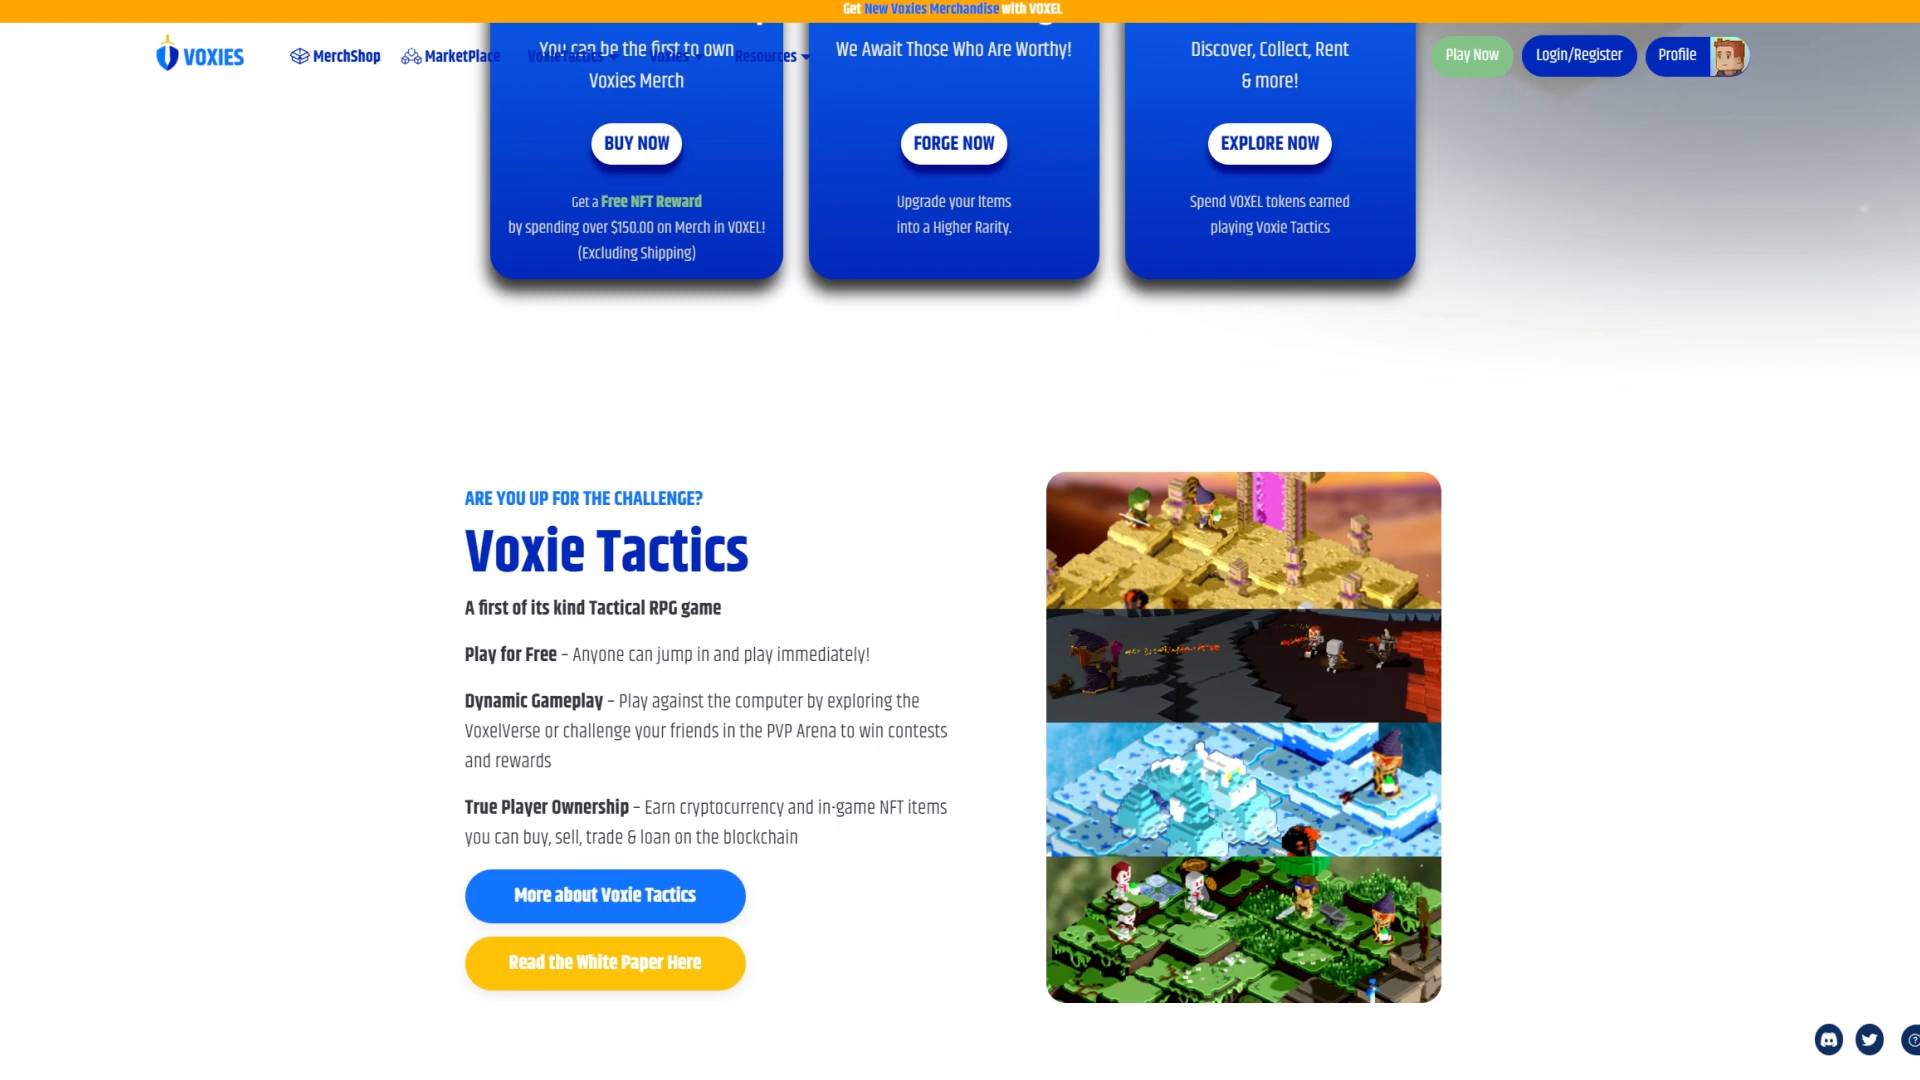 Get New Voxies Merchandise with VOXEL
VOXIES
MerchShop
MarketPlace
VoxieTactics
Voxies
Resources
Play Now
Login/Register
Profile
You can be the first to own
Voxies Merch
BUY NOW
Get a Free NFT Reward
by spending over $150.00 on Merch in VOXEL!
(Excluding Shipping)
We Await Those Who Are Worthy!
FORGE NOW
Upgrade your Items
into a Higher Rarity.
Discover, Collect, Rent
& more!
EXPLORE NOW
Spend VOXEL tokens earned
playing Voxie Tactics
ARE YOU UP FOR THE CHALLENGE?
Voxie Tactics
A first of its kind Tactical RPG game
Play for Free – Anyone can jump in and play immediately!
Dynamic Gameplay – Play against the computer by exploring the
VoxelVerse or challenge your friends in the PVP Arena to win contests
and rewards
True Player Ownership – Earn cryptocurrency and in-game NFT items
you can buy, sell, trade & loan on the blockchain
More about Voxie Tactics
Read the White Paper Here